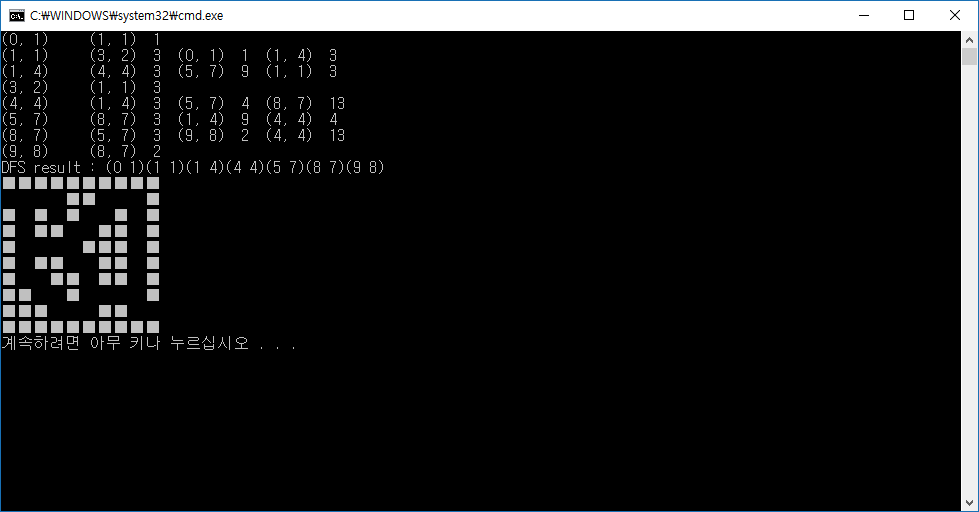 C:₩WINDOWS₩system32₩cmd.exe
(0, 1) (1, 1) 1
(1, 1) (3, 2) 3 (0, 1) 1 (1, 4) 3
(1, 4) (4, 4) 3 (5, 7) 9 (1, 1) 3
(3, 2) (1, 1) 3
(4, 4) (1, 4) 3 (5, 7) 4 (8, 7) 13
(5, 7) (8, 7) 3 (1, 4) 9 (4, 4) 4
(8, 7) (5, 7) 3 (9, 8) 2 (4, 4) 13
(9, 8) (8, 7) 2
DFS result : (0 1)(1 1)(1 4)(4 4)(5 7)(8 7)(9 8)
계속하려면 아무 키나 누르십시오 . . .